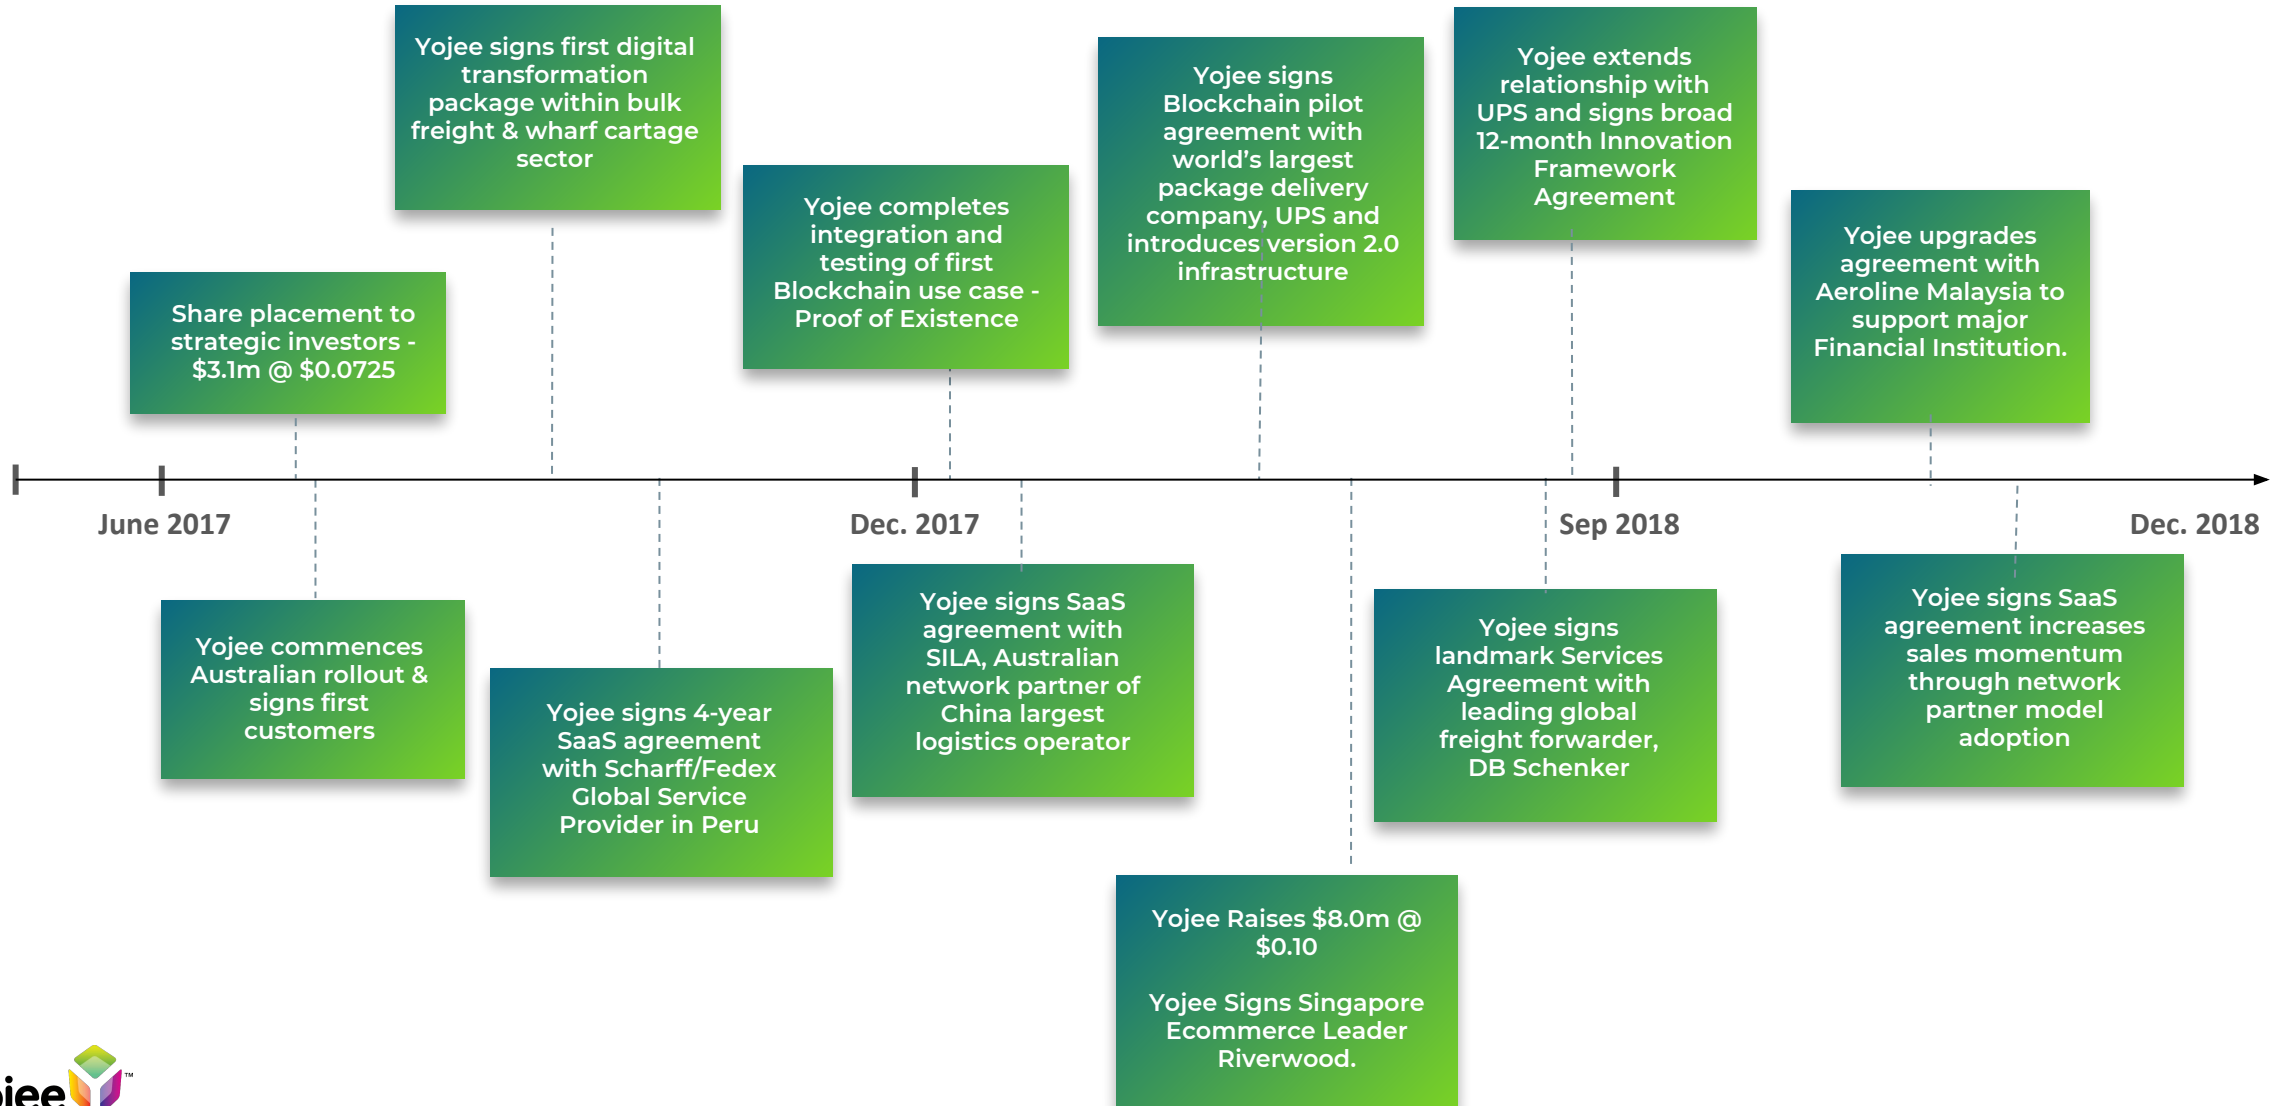 Yojee signs first digital
transformation
package within bulk
freight & wharf cartage
sector
Yojee extends
relationship with
UPS and signs broad
12-month Innovation
Framework
Agreement
Yojee signs
Blockchain pilot
agreement with
world’s largest
package delivery
company, UPS and
introduces version 2.0
infrastructure
Yojee completes
integration and
testing of first
Blockchain use case -
Proof of Existence
Yojee upgrades
agreement with
Aeroline Malaysia to
support major
Financial Institution.
Share placement to
strategic investors -
$3.1m @ $0.0725
June 2017
Dec. 2017
Sep 2018
Dec. 2018
Yojee commences
Australian rollout &
signs first
customers
Yojee signs 4-year
SaaS agreement
with Scharff/Fedex
Global Service
Provider in Peru
Yojee signs SaaS
agreement with
SILA, Australian
network partner of
China largest
logistics operator
Yojee signs
landmark Services
Agreement with
leading global
freight forwarder,
DB Schenker
Yojee signs SaaS
agreement increases
sales momentum
through network
partner model
adoption
Yojee Raises $8.0m @
$0.10
Yojee Signs Singapore
Ecommerce Leader
Riverwood.
ojee ™